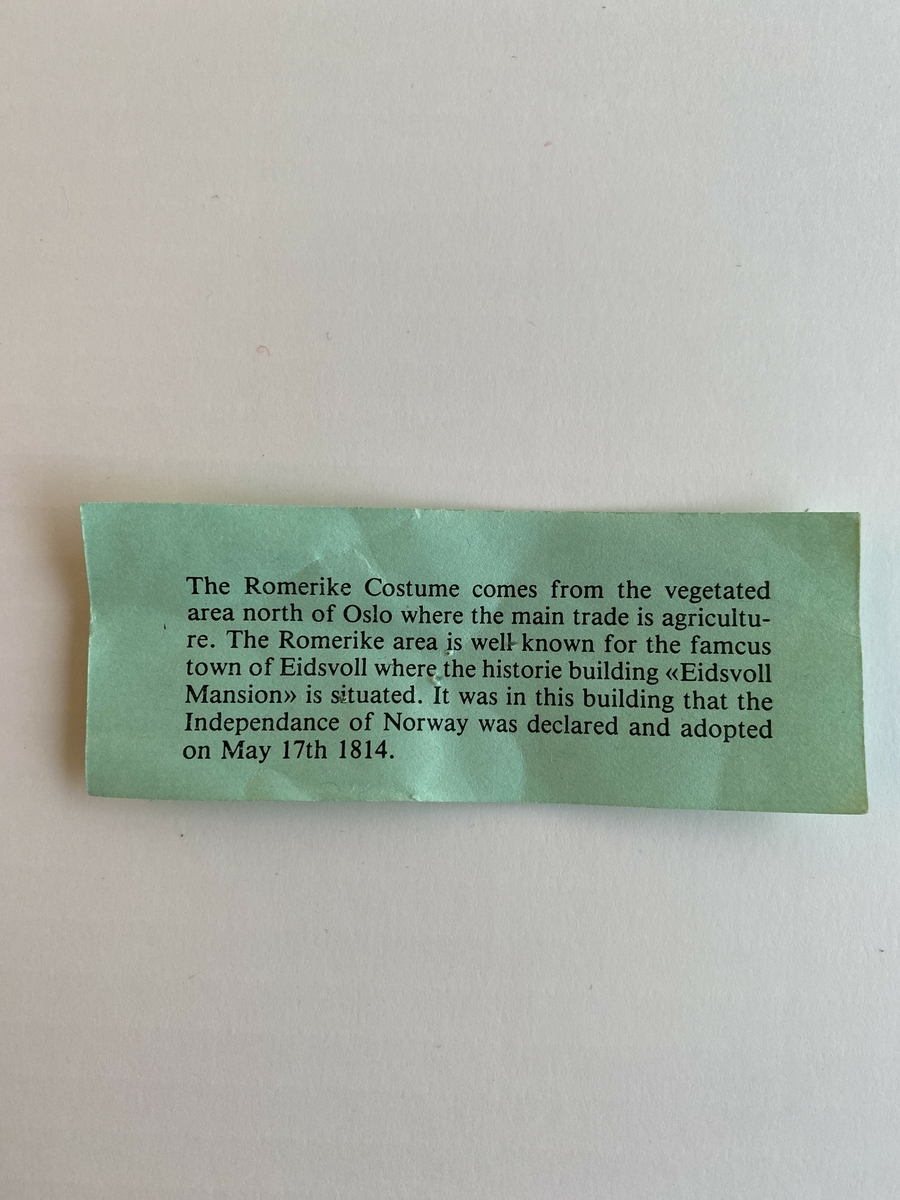 The Romerike Costume comes from the vegetated
area north of Oslo where the main trade is agricultu-
re. The Romerike area is well known for the famcus
town of Eidsvoll where the historie building «Eidsvoll
Mansion» is situated. It was in this building that the
Independance of Norway was declared and adopted
on May 17th 1814.